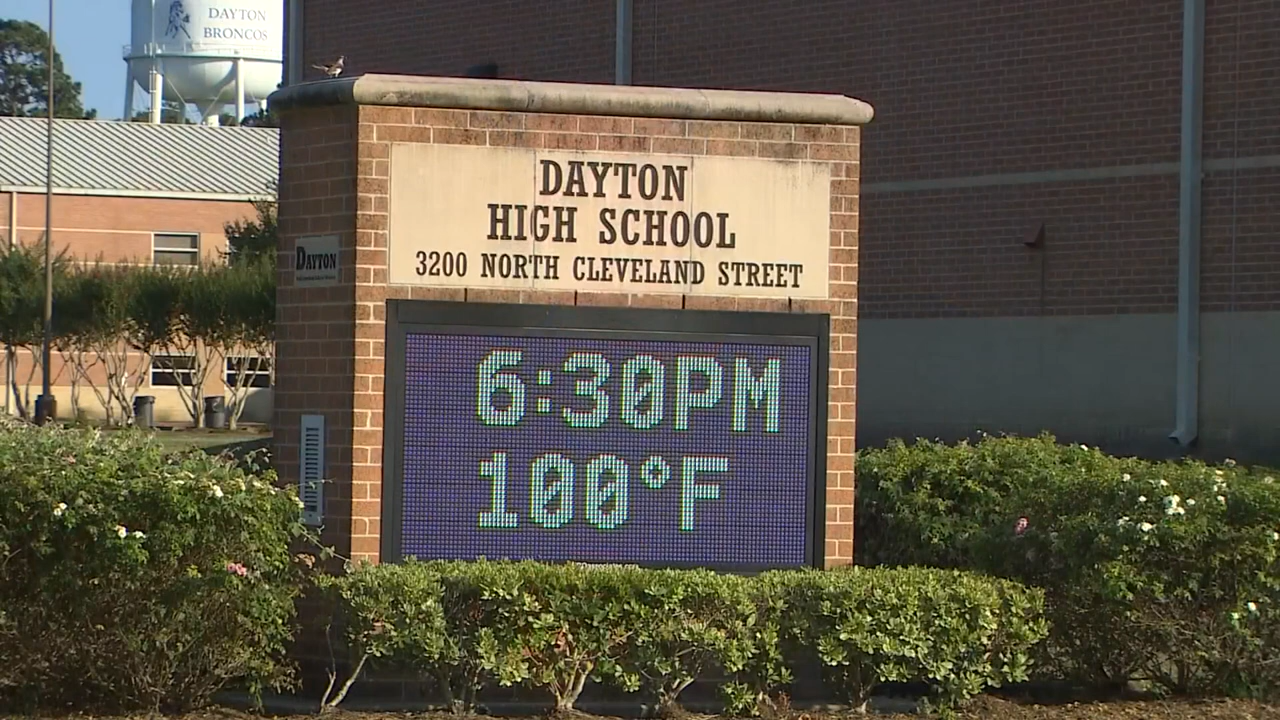 DAYTON
BRONCOS
DAYTON
HIGH SCHOOL
3200 NORTH CLEVELAND STREET
DAYTON
6:30PM
100°F